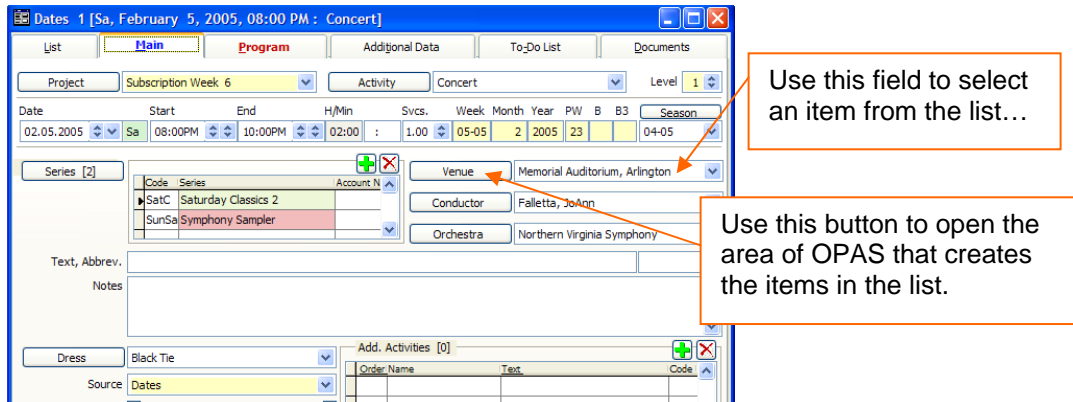 Dates 1 [Sa, February 5, 2005, 08:00 PM : Concert]
List Main Program Additional Data To-Do List Documents
Project Subscription Week 6 Activity Concert Level 1
Date Start End H/Min Svcs. Week Month Year PW B B3 Season
02.05.2005 Sa 08:00PM 10:00PM 02:00 : 1.00 05-05 2 2005 23 04-05
Series [2] Venue Memorial Auditorium, Arlington
Code Series Account N
SatC Saturday Classics 2 Conductor Falletta, JoAnn
SunSa Symphony Sampler
Orchestra Northern Virginia Symphony
Text, Abbrev.
Notes
Dress Black Tie Add. Activities [0]
Order Name Text Code
Source Dates
Use this field to select
an item from the list…
Use this button to open the
area of OPAS that creates
the items in the list.